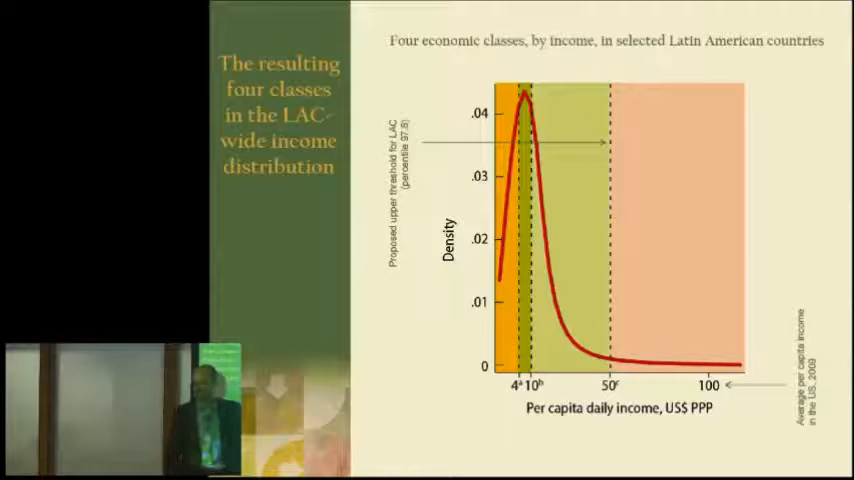 The resulting
four classes
in the LAC-
wide income
distribution
Four economic classes, by income, in selected Latin American countries
Proposed upper threshold for LAC
(percentile 97.8)
Density
.04
.03
.02
.01
0
4ᵃ 10ᵇ 50ᶜ 100
Per capita daily income, US$ PPP
Average per capita income
in the US, 2009